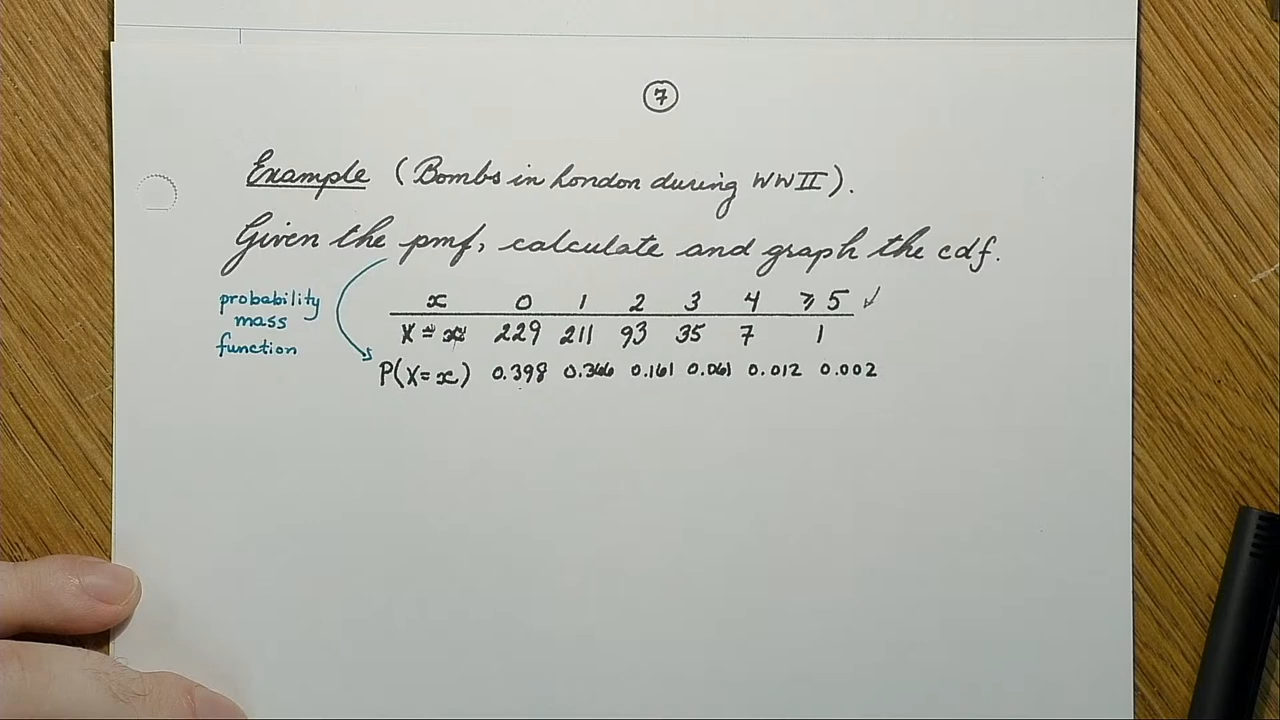 7
Example (Bombs in London during WWII).
Given the pmf, calculate and graph the cdf.
probability
mass
function
x 0 1 2 3 4 ⩾ 5 ✓
X = x 229 211 93 35 7 1
P(X=x) 0.398 0.366 0.161 0.061 0.012 0.002